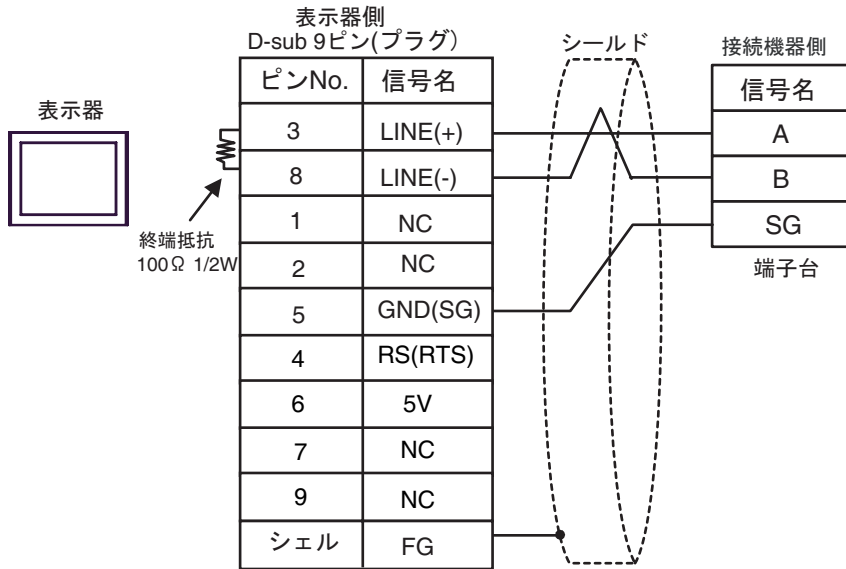 表示器側
D-sub 9ピン(プラグ)
シールド
接続機器側
ピンNo. 信号名
信号名
表示器
3 LINE(+)
A
8 LINE(-)
B
1 NC
SG
終端抵抗
100Ω 1/2W
2 NC
端子台
5 GND(SG)
4 RS(RTS)
6 5V
7 NC
9 NC
シェル FG